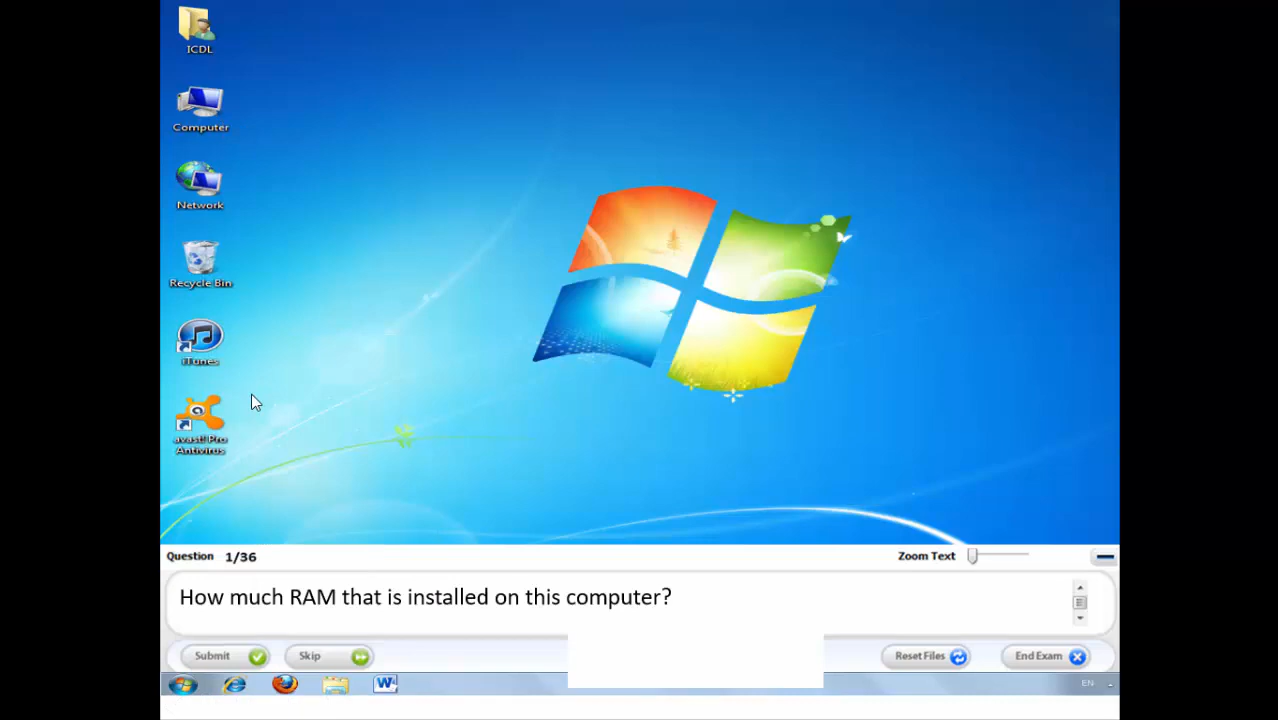 ICDL
Computer
Network
Recycle Bin
iTunes
avast! Pro
Antivirus
Question 1/36
Zoom Text
How much RAM that is installed on this computer?
Submit
Skip
Reset Files
End Exam
EN